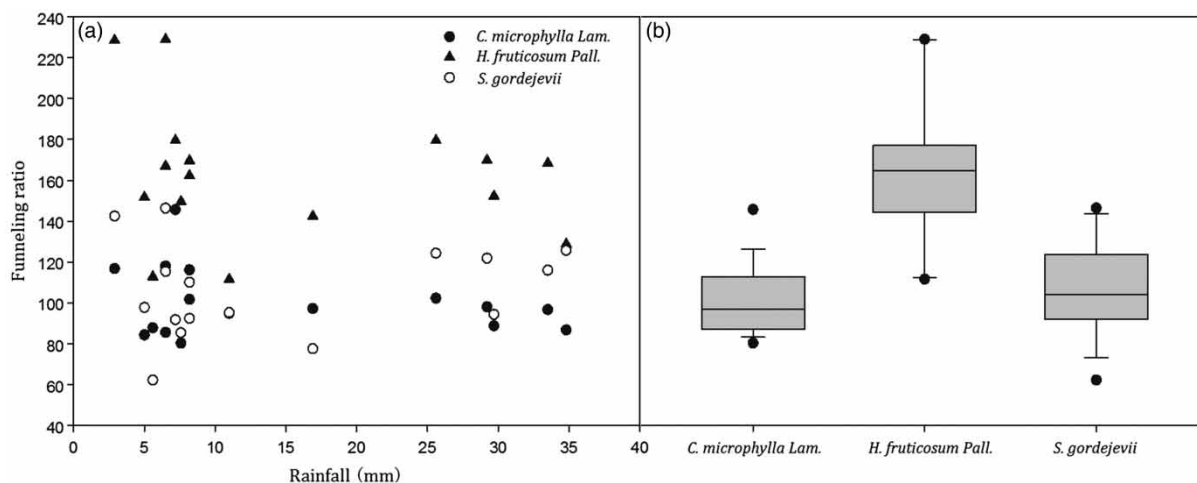 (a)
(b)
C. microphylla Lam.
H. fruticosum Pall.
S. gordejevii
Funneling ratio
240
220
200
180
160
140
120
100
80
60
40
0
5
10
15
20
25
30
35
40
Rainfall (mm)
C. microphylla Lam.
H. fruticosum Pall.
S. gordejevii